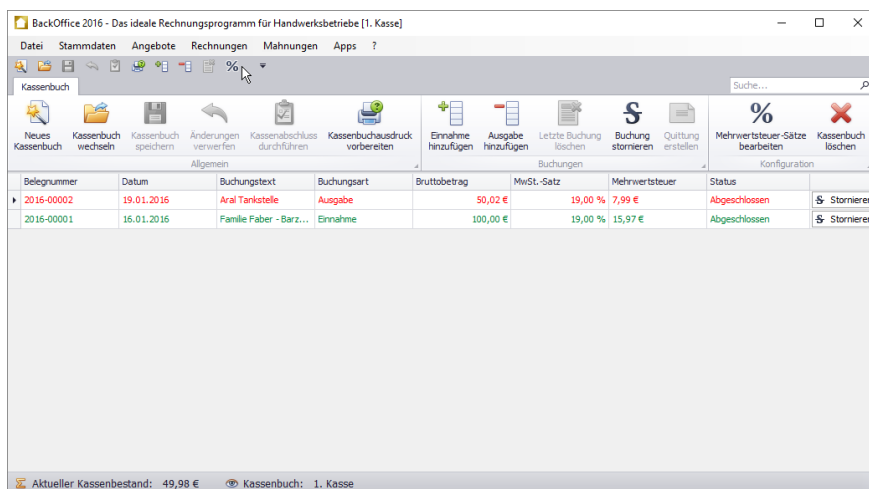 BackOffice 2016 - Das ideale Rechnungsprogramm für Handwerksbetriebe [1. Kasse]
Datei Stammdaten Angebote Rechnungen Mahnungen Apps ?
%
Kassenbuch Suche...
Neues Kassenbuch Kassenbuch Änderungen Kassenabschluss Kassenbuchausdruck Einnahme Ausgabe Letzte Buchung Buchung Quittung Mehrwertsteuer-Sätze Kassenbuch
Kassenbuch wechseln speichern verwerfen durchführen vorbereiten hinzufügen hinzufügen löschen stornieren erstellen bearbeiten löschen
Allgemein Buchungen Konfiguration
Belegnummer Datum Buchungstext Buchungsart Bruttobetrag MwSt.-Satz Mehrwertsteuer Status
2016-00002 19.01.2016 Aral Tankstelle Ausgabe 50,02 € 19,00 % 7,99 € Abgeschlossen Stornieren
2016-00001 16.01.2016 Familie Faber - Barz... Einnahme 100,00 € 19,00 % 15,97 € Abgeschlossen Stornieren
Aktueller Kassenbestand: 49,98 € Kassenbuch: 1. Kasse